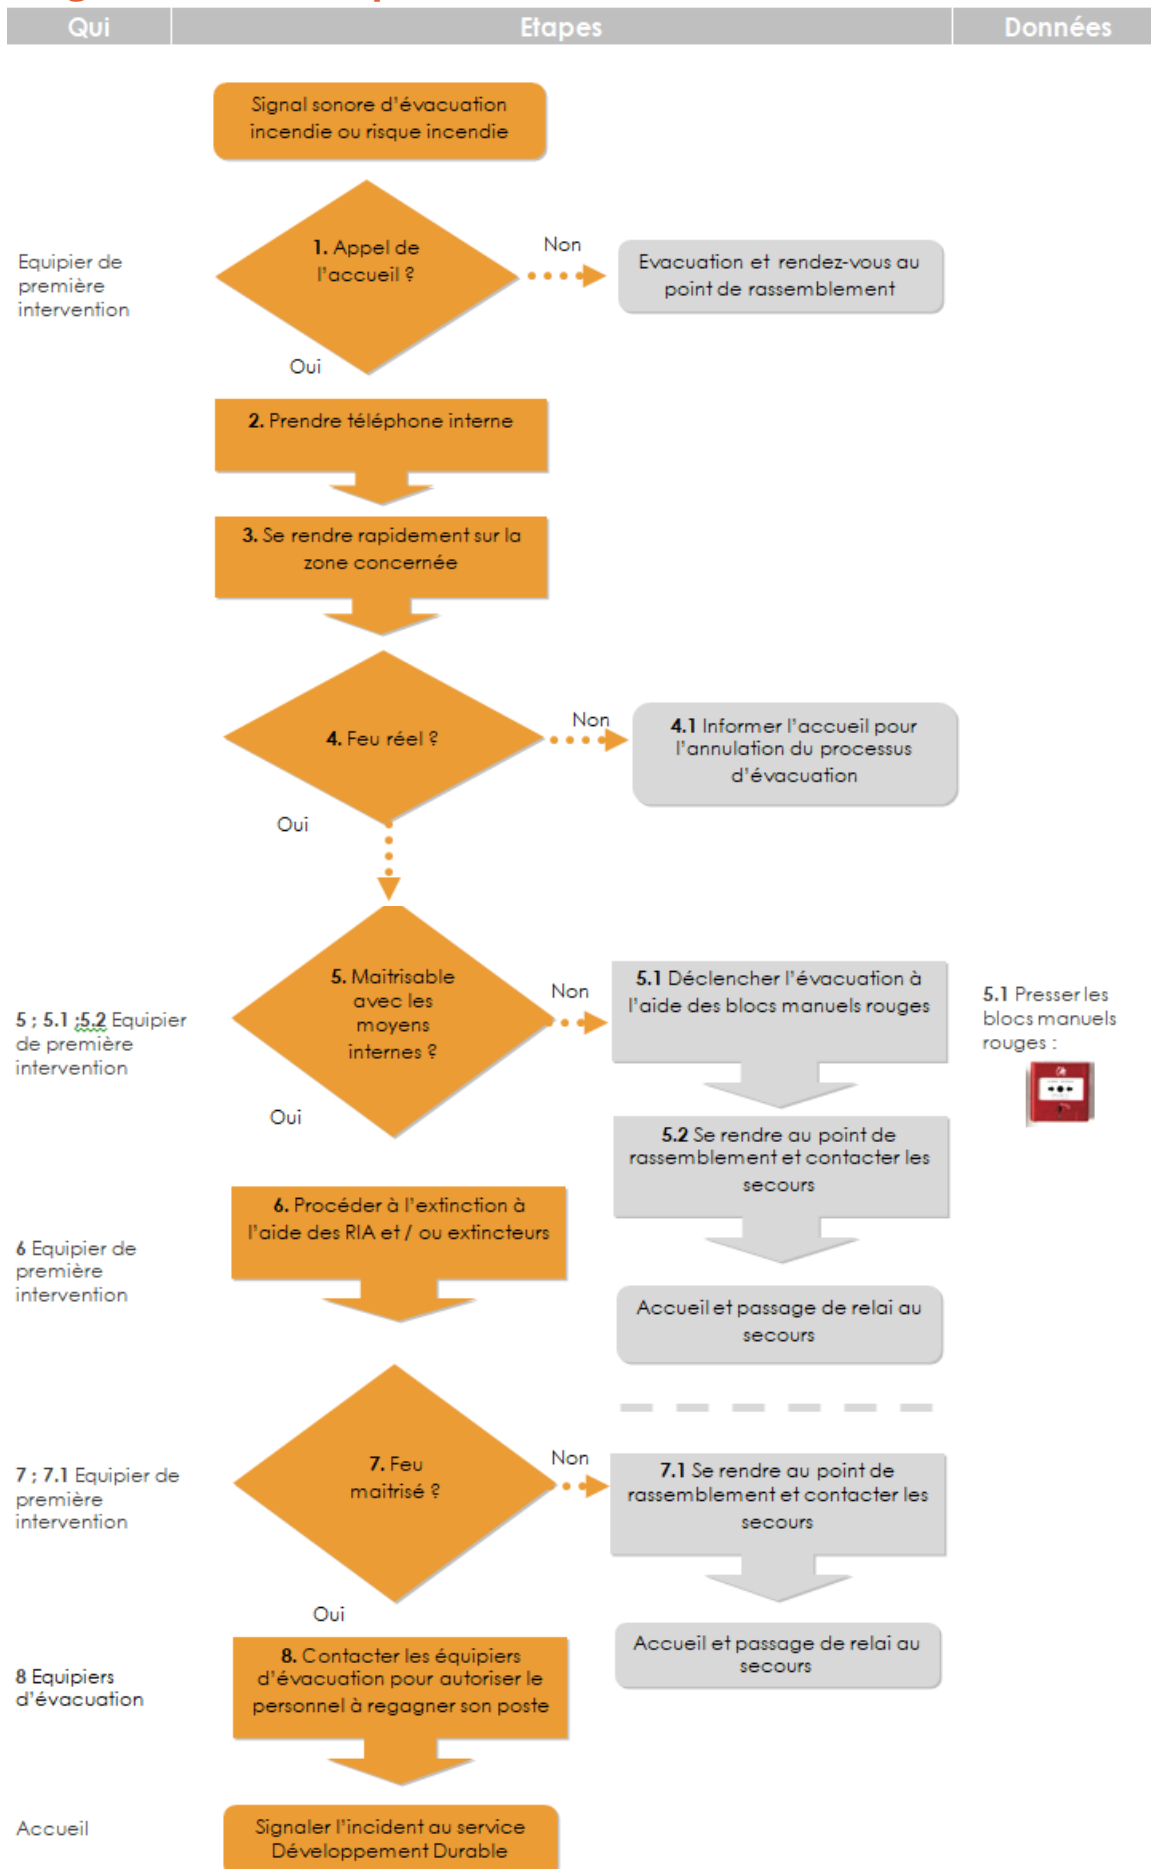 Qui
Etapes
Données
Signal sonore d'évacuation
incendie ou risque incendie
Equipier de
première
intervention
1. Appel de
l'accueil ?
Non
Evacuation et rendez-vous au
point de rassemblement
Oui
2. Prendre téléphone interne
3. Se rendre rapidement sur la
zone concernée
4. Feu réel ?
Non
4.1 Informer l'accueil pour
l'annulation du processus
d'évacuation
Oui
5 ; 5.1 ;5.2 Equipier
de première
intervention
5. Maitrisable
avec les
moyens
internes ?
Non
5.1 Déclencher l'évacuation à
l'aide des blocs manuels rouges
5.1 Presser les
blocs manuels
rouges :
Oui
5.2 Se rendre au point de
rassemblement et contacter les
secours
6 Equipier de
première
intervention
6. Procéder à l'extinction à
l'aide des RIA et / ou extincteurs
Accueil et passage de relai au
secours
7 ; 7.1 Equipier de
première
intervention
7. Feu
maitrisé ?
Non
7.1 Se rendre au point de
rassemblement et contacter les
secours
Oui
Accueil et passage de relai au
secours
8 Equipiers
d'évacuation
8. Contacter les équipiers
d'évacuation pour autoriser le
personnel à regagner son poste
Accueil
Signaler l'incident au service
Développement Durable